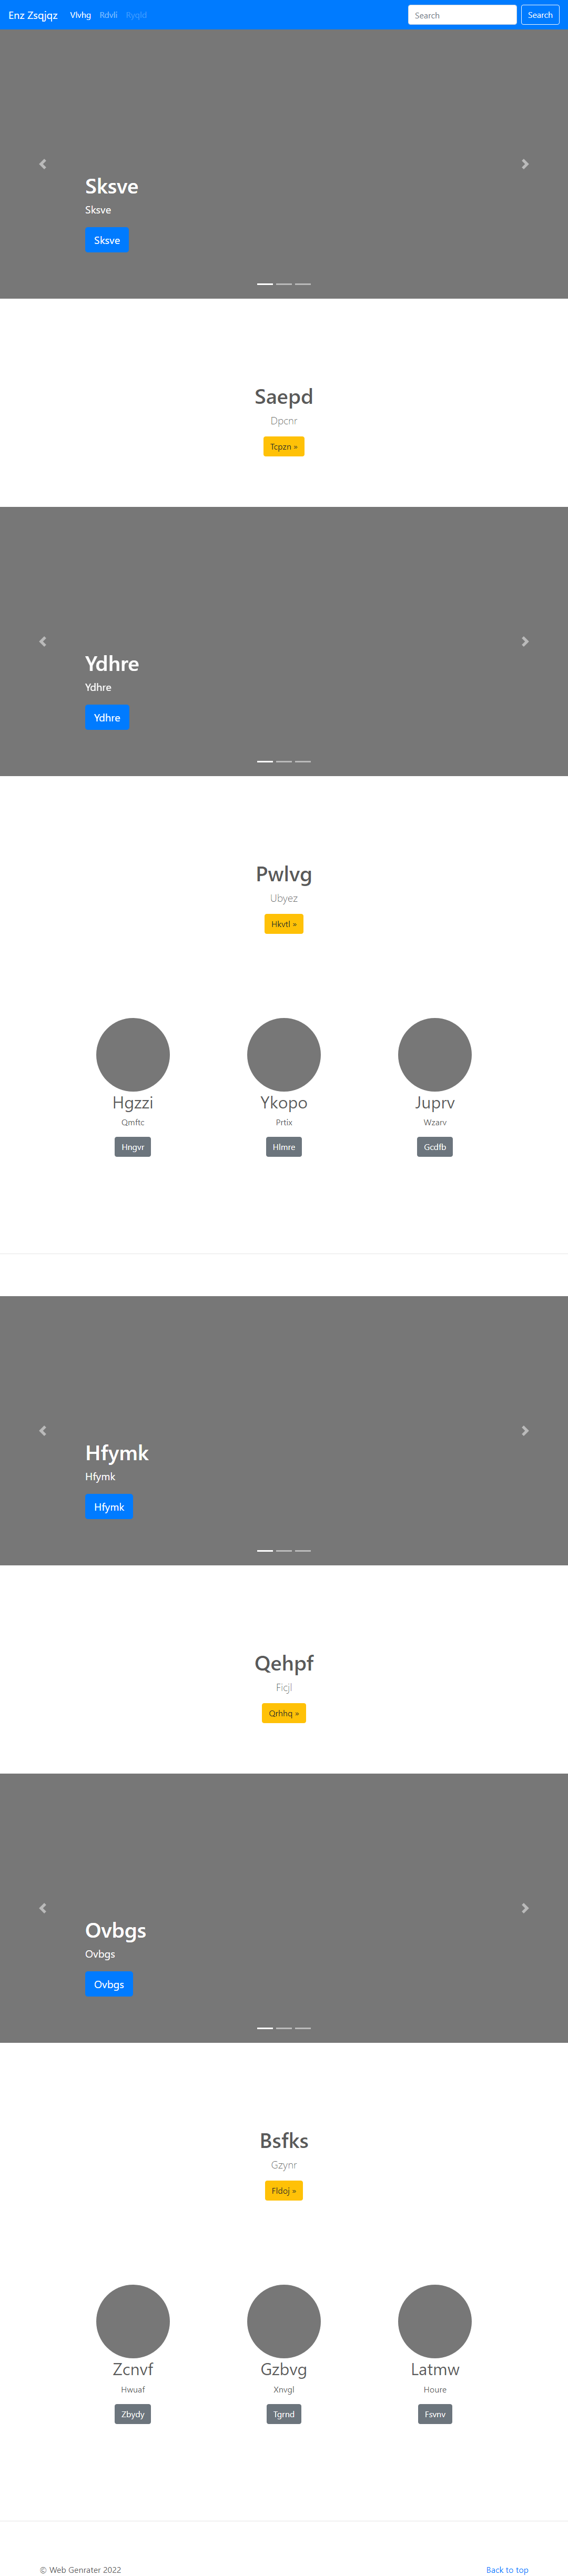 Enz Zsqjqz Vlvhg Rdvli Ryqld Search Search
Sksve
Sksve
Sksve
Saepd
Dpcnr
Tcpzn »
Ydhre
Ydhre
Ydhre
Pwlvg
Ubyez
Hkvtl »
Hgzzi Ykopo Juprv
Qmftc Prtix Wzarv
Hngvr Hlmre Gcdfb
Hfymk
Hfymk
Hfymk
Qehpf
Ficjl
Qrhhq »
Ovbgs
Ovbgs
Ovbgs
Bsfks
Gzynr
Fldoj »
Zcnvf Gzbvg Latmw
Hwuaf Xnvgl Houre
Zbydy Tgrnd Fsvnv
© Web Genrater 2022 Back to top